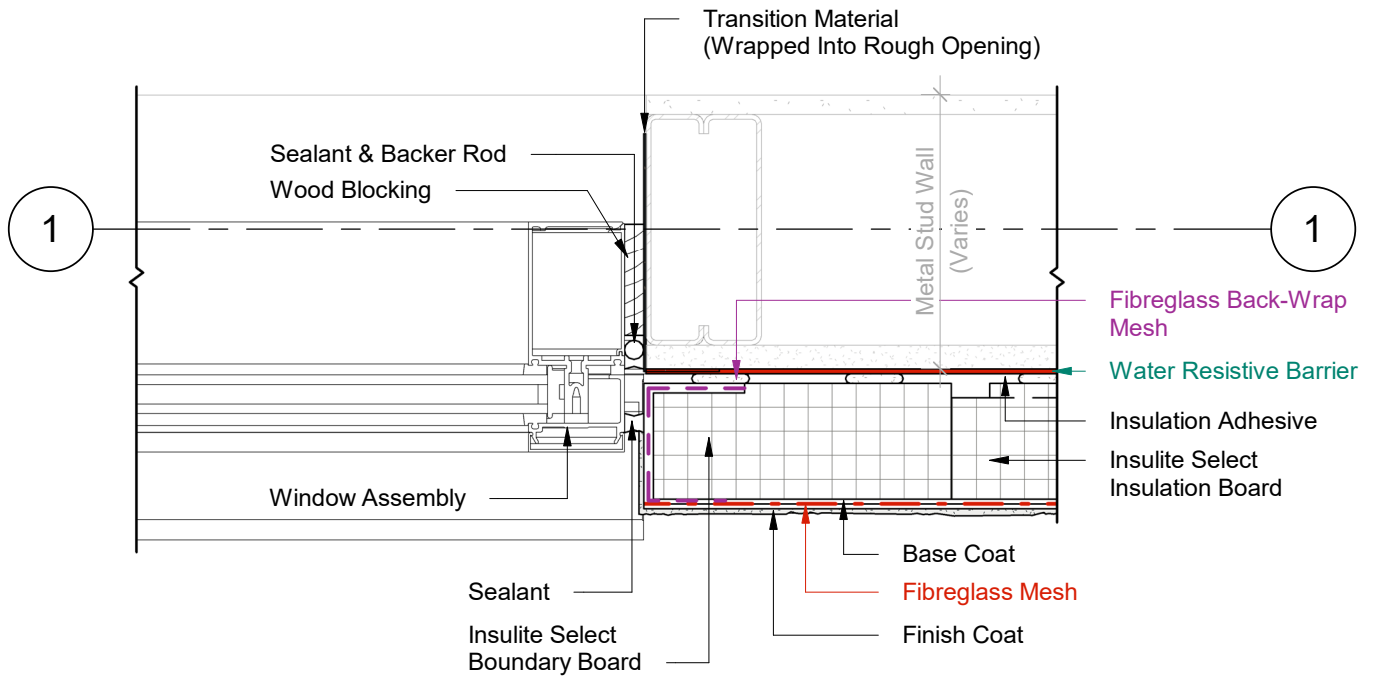 Transition Material
(Wrapped Into Rough Opening)
Sealant & Backer Rod
Wood Blocking
1
1
Metal Stud Wall
(Varies)
Fibreglass Back-Wrap
Mesh
Water Resistive Barrier
Insulation Adhesive
Insulite Select
Insulation Board
Window Assembly
Base Coat
Sealant
Fibreglass Mesh
Insulite Select
Boundary Board
Finish Coat